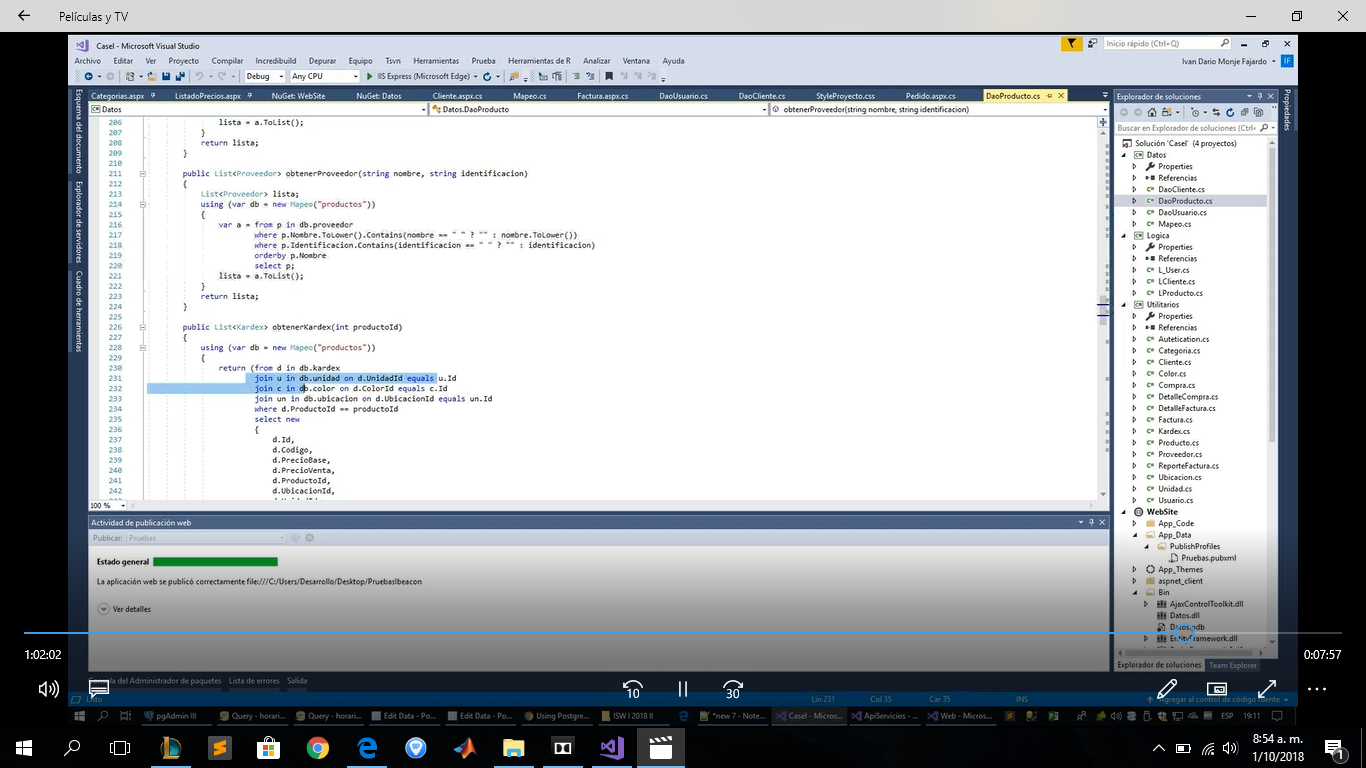 Películas y TV
Casel - Microsoft Visual Studio
Inicio rápido (Ctrl+Q)
Archivo Editar Ver Proyecto Compilar Incredibuild Depurar Equipo Tsvn Herramientas Prueba Herramientas de R Analizar Ventana Ayuda
Ivan Dario Monje Fajardo IF
Debug Any CPU IIS Express (Microsoft Edge)
Categorias.aspx ListadoPrecios.aspx NuGet: WebSite NuGet: Datos Cliente.aspx Mapeo.cs Factura.aspx DaoUsuario.cs DaoCliente.cs StyleProyecto.css Pedido.aspx.cs DaoProducto.cs
Datos Datos.DaoProducto obtenerProveedor(string nombre, string identificacion)
Esquema del documento
Explorador de servidores
Cuadro de herramientas
206 lista = a.ToList();
207 }
208 return lista;
209 }
210
211 public List<Proveedor> obtenerProveedor(string nombre, string identificacion)
212 {
213 List<Proveedor> lista;
214 using (var db = new Mapeo("productos"))
215 {
216 var a = from p in db.proveedor
217 where p.Nombre.ToLower().Contains(nombre == " " ? "" : nombre.ToLower())
218 where p.Identificacion.Contains(identificacion == " " ? "" : identificacion)
219 orderby p.Nombre
220 select p;
221 lista = a.ToList();
222 }
223 return lista;
224 }
225
226 public List<Kardex> obtenerKardex(int productoId)
227 {
228 using (var db = new Mapeo("productos"))
229 {
230 return (from d in db.kardex
231 join u in db.unidad on d.UnidadId equals u.Id
232 join c in db.color on d.ColorId equals c.Id
233 join un in db.ubicacion on d.UbicacionId equals un.Id
234 where d.ProductoId == productoId
235 select new
236 {
237 d.Id,
238 d.Codigo,
239 d.PrecioBase,
240 d.PrecioVenta,
241 d.ProductoId,
242 d.UbicacionId,
100 %
Explorador de soluciones
Buscar en Explorador de soluciones (Ctrl+
Solución 'Casel' (4 proyectos)
Datos
Properties
Referencias
DaoCliente.cs
DaoProducto.cs
DaoUsuario.cs
Mapeo.cs
Logica
Properties
Referencias
L_User.cs
LCliente.cs
LProducto.cs
Utilitarios
Properties
Referencias
Autetication.cs
Categoria.cs
Cliente.cs
Color.cs
Compra.cs
DetalleCompra.cs
DetalleFactura.cs
Factura.cs
Kardex.cs
Producto.cs
Proveedor.cs
ReporteFactura.cs
Ubicacion.cs
Unidad.cs
Usuario.cs
WebSite
App_Code
App_Data
PublishProfiles
Pruebas.pubxml
App_Themes
aspnet_client
Bin
AjaxControlToolkit.dll
Datos.dll
Datos.pdb
EntityFramework.dll
Explorador de soluciones Team Explorer
Propiedades
Actividad de publicación web
Publicar: Pruebas
Estado general
La aplicación web se publicó correctamente file:///C:/Users/Desarrollo/Desktop/PruebasIbeacon
Ver detalles
1:02:02 0:07:57
Consola del Administrador de paquetes Lista de errores Salida
10 30
Listo Lín 231 Col 35 Car 35 INS Agregar al control de código fuente
pgAdmin III Query - horari... Query - horari... Edit Data - Po... Edit Data - Po... Using Postgre... ISW I 2018 II *new 7 - Note... Casel - Micros... ApiServicios - ... Web - Micros... ESP 19:11
8:54 a. m.
1/10/2018
1